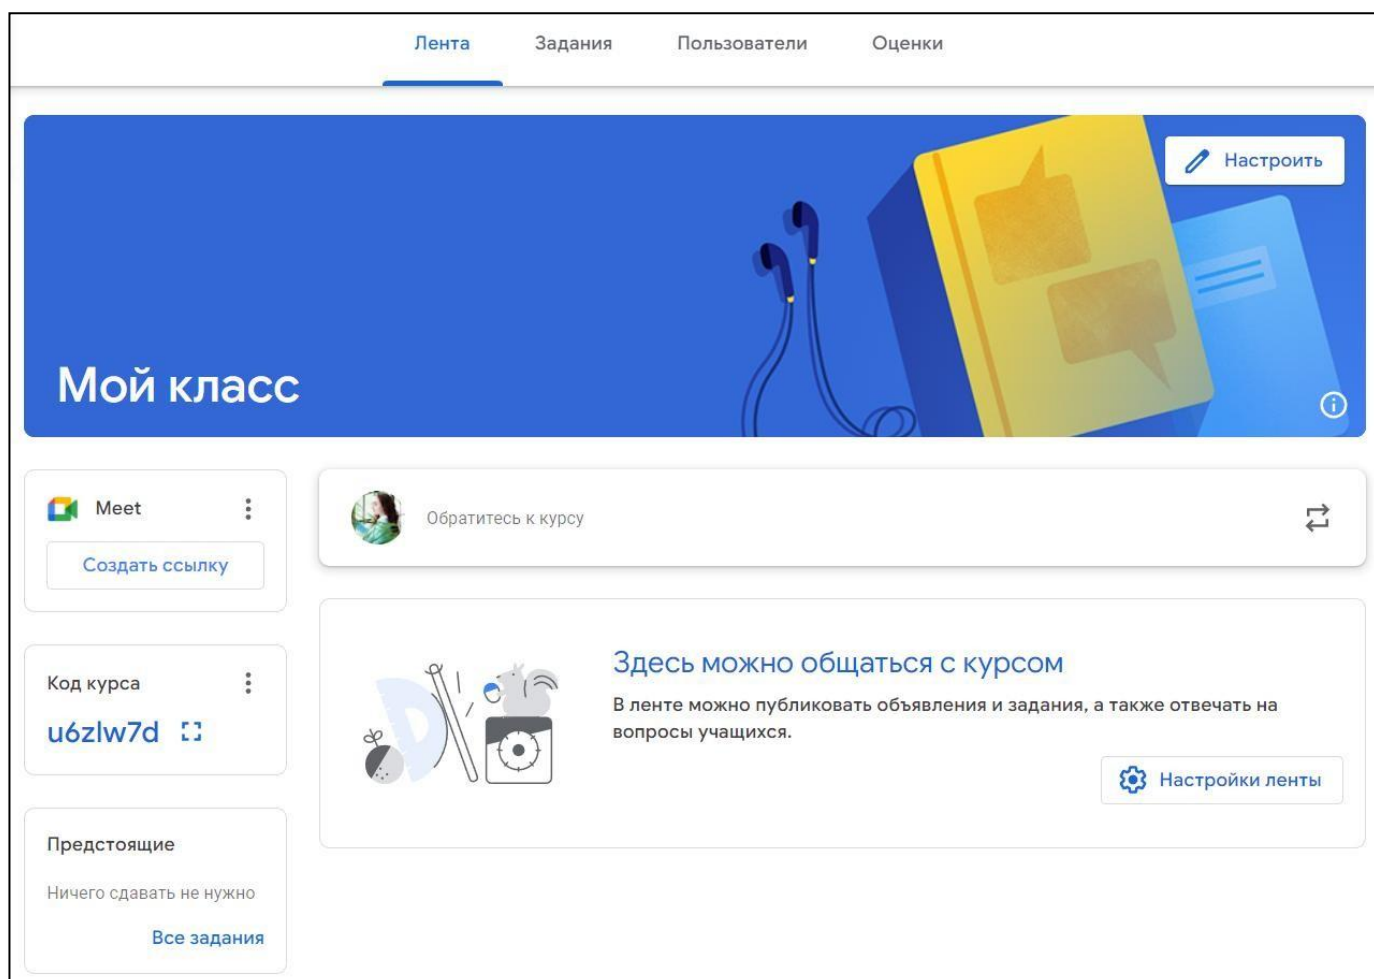 Лента Задания Пользователи Оценки
Настроить
Мой класс
Meet
Создать ссылку
Обратитесь к курсу
Код курса
u6zlw7d
Здесь можно общаться с курсом
В ленте можно публиковать объявления и задания, а также отвечать на
вопросы учащихся.
Настройки ленты
Предстоящие
Ничего сдавать не нужно
Все задания